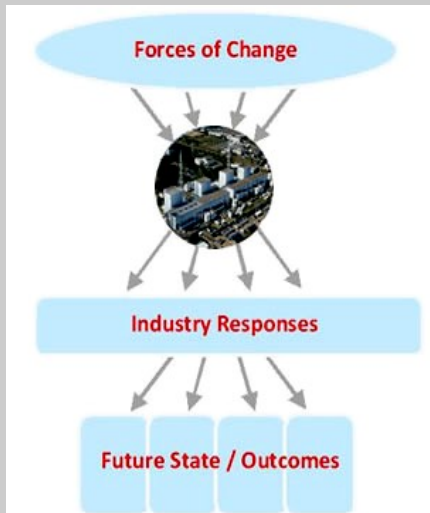 Forces of Change
Industry Responses
Future State / Outcomes